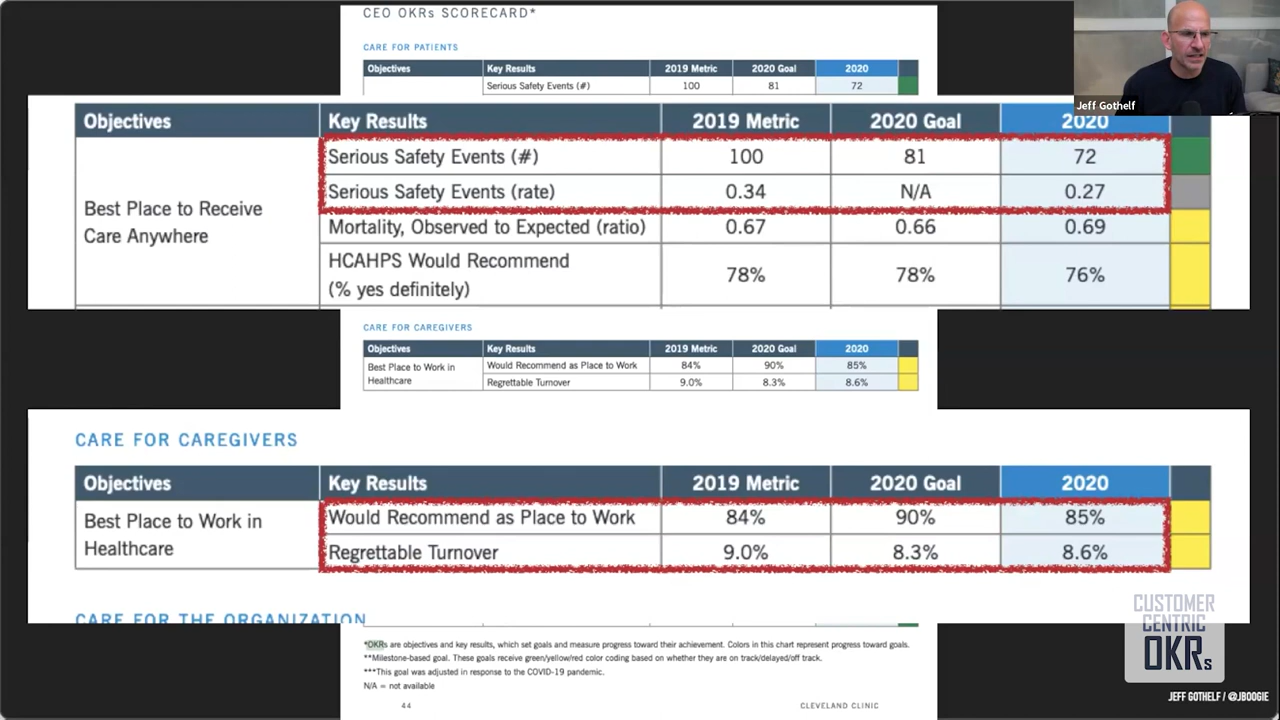 CEO OKRs SCORECARD*
CARE FOR PATIENTS
Objectives Key Results 2019 Metric 2020 Goal 2020
Serious Safety Events (#) 100 81 72
Jeff Gothelf
Objectives Key Results 2019 Metric 2020 Goal 2020
Serious Safety Events (#) 100 81 72
Serious Safety Events (rate) 0.34 N/A 0.27
Best Place to Receive
Care Anywhere
Mortality, Observed to Expected (ratio) 0.67 0.66 0.69
HCAHPS Would Recommend
(% yes definitely) 78% 78% 76%
CARE FOR CAREGIVERS
Objectives Key Results 2019 Metric 2020 Goal 2020
Best Place to Work in
Healthcare
Would Recommend as Place to Work 84% 90% 85%
Regrettable Turnover 9.0% 8.3% 8.6%
CARE FOR CAREGIVERS
Objectives Key Results 2019 Metric 2020 Goal 2020
Best Place to Work in
Healthcare
Would Recommend as Place to Work 84% 90% 85%
Regrettable Turnover 9.0% 8.3% 8.6%
CARE FOR THE ORGANIZATION
*OKRs are objectives and key results, which set goals and measure progress toward their achievement. Colors in this chart represent progress toward goals.
**Milestone-based goal. These goals receive green/yellow/red color coding based on whether they are on track/delayed/off track.
***This goal was adjusted in response to the COVID-19 pandemic.
N/A = not available
44 CLEVELAND CLINIC
CUSTOMER
CENTRIC
OKRs
JEFF GOTHELF / @JBOOGIE